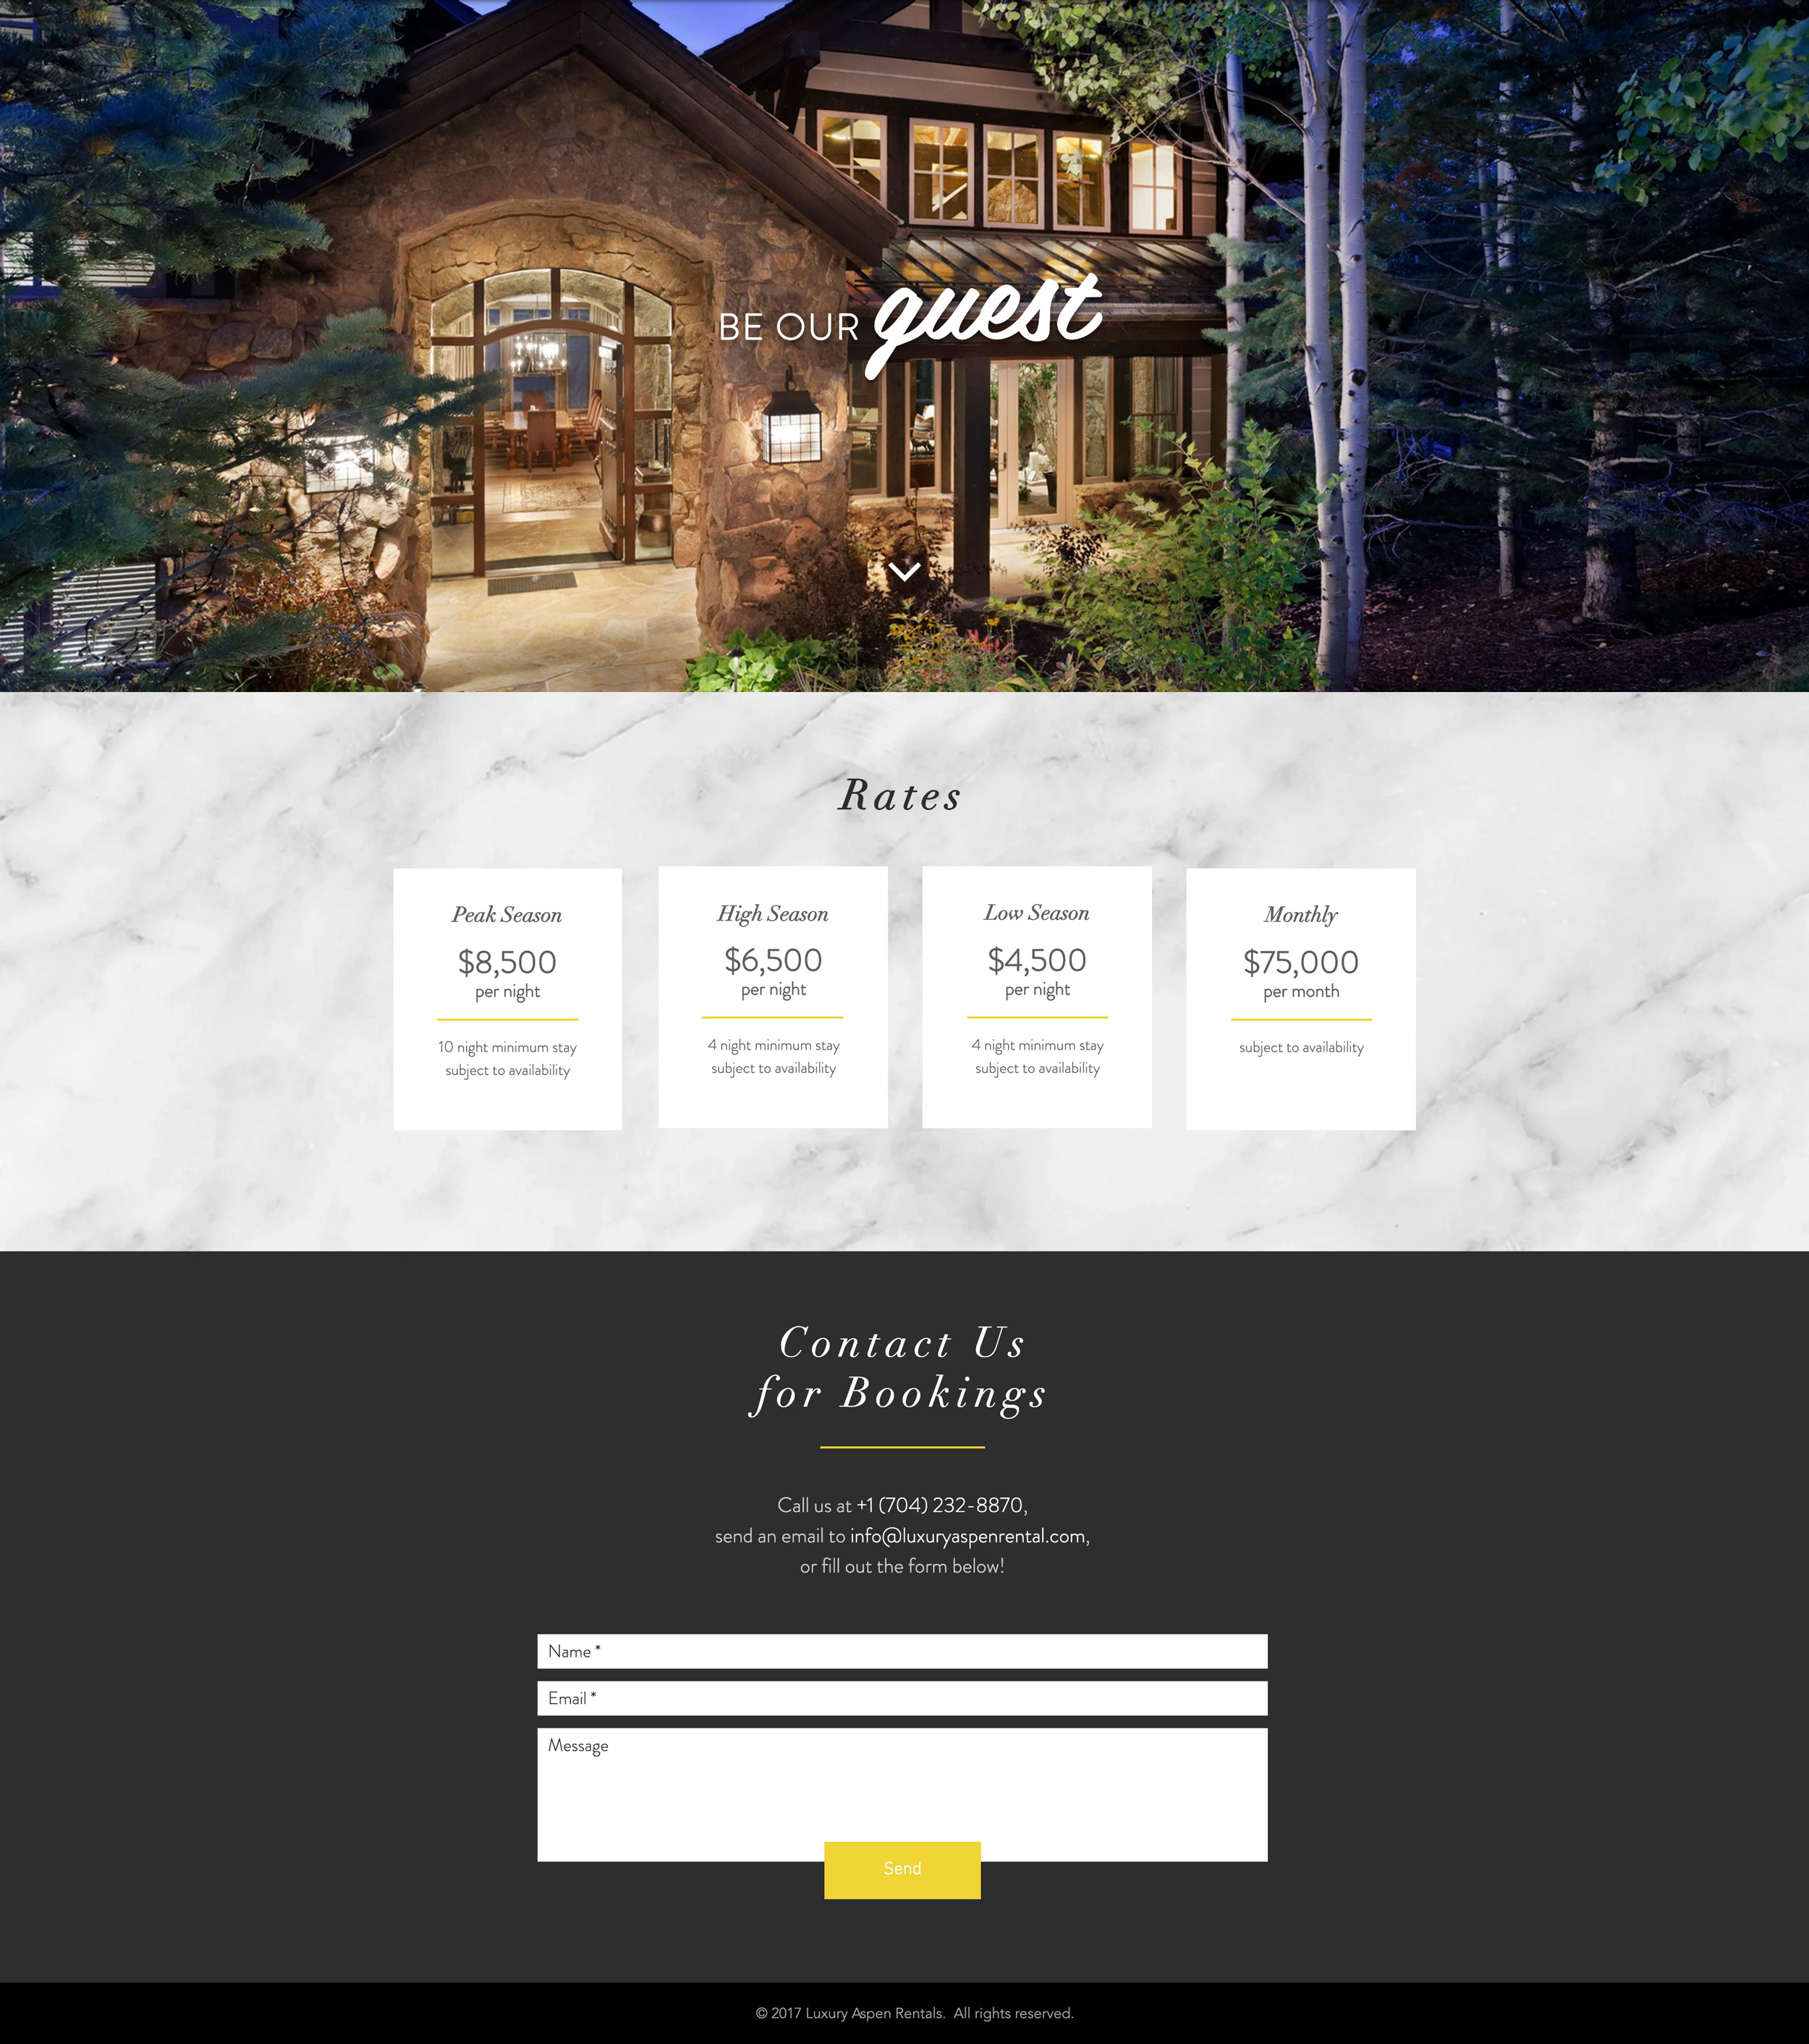 BE OUR guest
Rates
Peak Season
$8,500
per night
10 night minimum stay
subject to availability
High Season
$6,500
per night
4 night minimum stay
subject to availability
Low Season
$4,500
per night
4 night minimum stay
subject to availability
Monthly
$75,000
per month
subject to availability
Contact Us
for Bookings
Call us at +1 (704) 232-8870,
send an email to info@luxuryaspenrental.com,
or fill out the form below!
Name *
Email *
Message
Send
© 2017 Luxury Aspen Rentals.  All rights reserved.